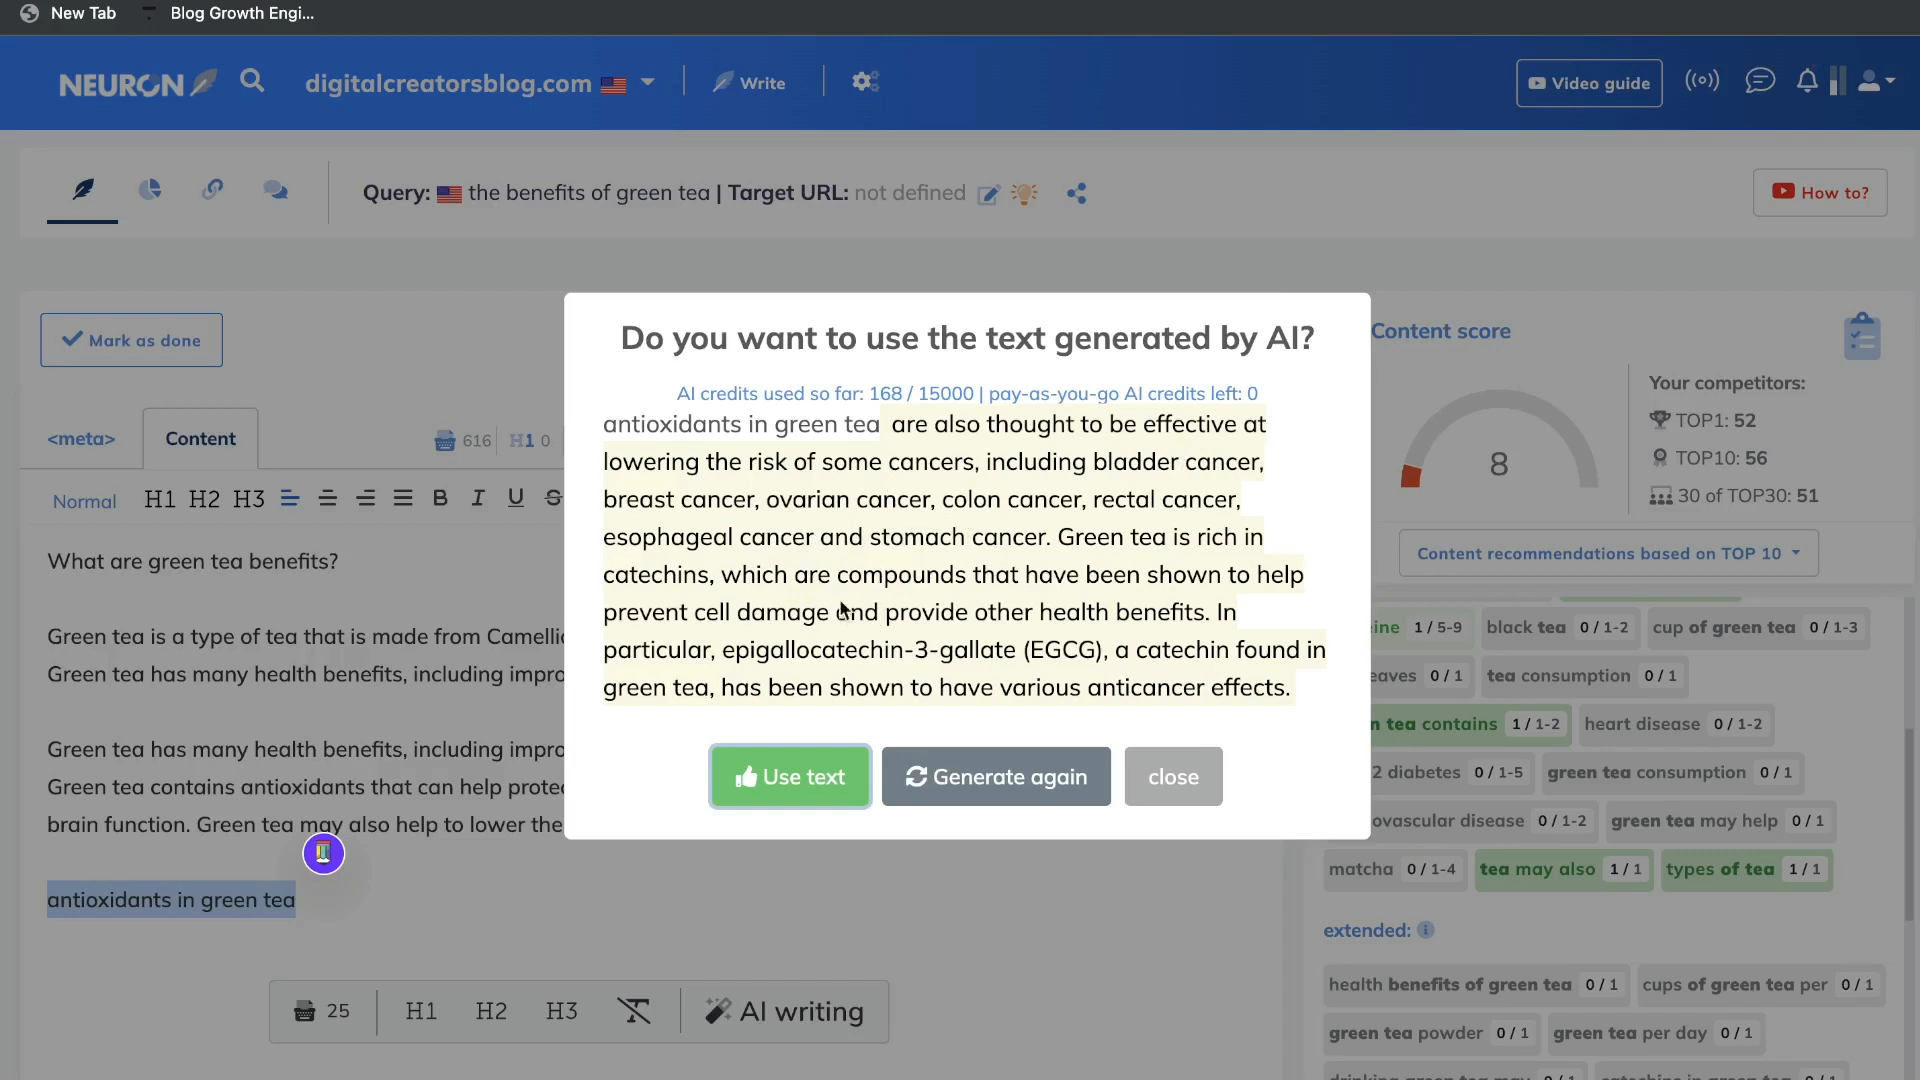 New Tab
Blog Growth Engi...
NEURON
digitalcreatorsblog.com
Write
Video guide
Query: the benefits of green tea | Target URL: not defined
How to?
Mark as done
<meta>
Content
616
H1 0
Normal
H1 H2 H3
B I U S
What are green tea benefits?
Green tea is a type of tea that is made from Camelli
Green tea has many health benefits, including impro
Green tea has many health benefits, including impro
Green tea contains antioxidants that can help prote
brain function. Green tea may also help to lower the
antioxidants in green tea
25
H1 H2 H3
AI writing
Do you want to use the text generated by AI?
AI credits used so far: 168 / 15000 | pay-as-you-go AI credits left: 0
antioxidants in green tea are also thought to be effective at
lowering the risk of some cancers, including bladder cancer,
breast cancer, ovarian cancer, colon cancer, rectal cancer,
esophageal cancer and stomach cancer. Green tea is rich in
catechins, which are compounds that have been shown to help
prevent cell damage and provide other health benefits. In
particular, epigallocatechin-3-gallate (EGCG), a catechin found in
green tea, has been shown to have various anticancer effects.
Use text
Generate again
close
Content score
8
Your competitors:
TOP1: 52
TOP10: 56
30 of TOP30: 51
Content recommendations based on TOP 10
ine 1 / 5-9 black tea 0 / 1-2 cup of green tea 0 / 1-3
eaves 0 / 1 tea consumption 0 / 1
n tea contains 1 / 1-2 heart disease 0 / 1-2
2 diabetes 0 / 1-5 green tea consumption 0 / 1
ovascular disease 0 / 1-2 green tea may help 0 / 1
matcha 0 / 1-4 tea may also 1 / 1 types of tea 1 / 1
extended:
health benefits of green tea 0 / 1 cups of green tea per 0 / 1
green tea powder 0 / 1 green tea per day 0 / 1